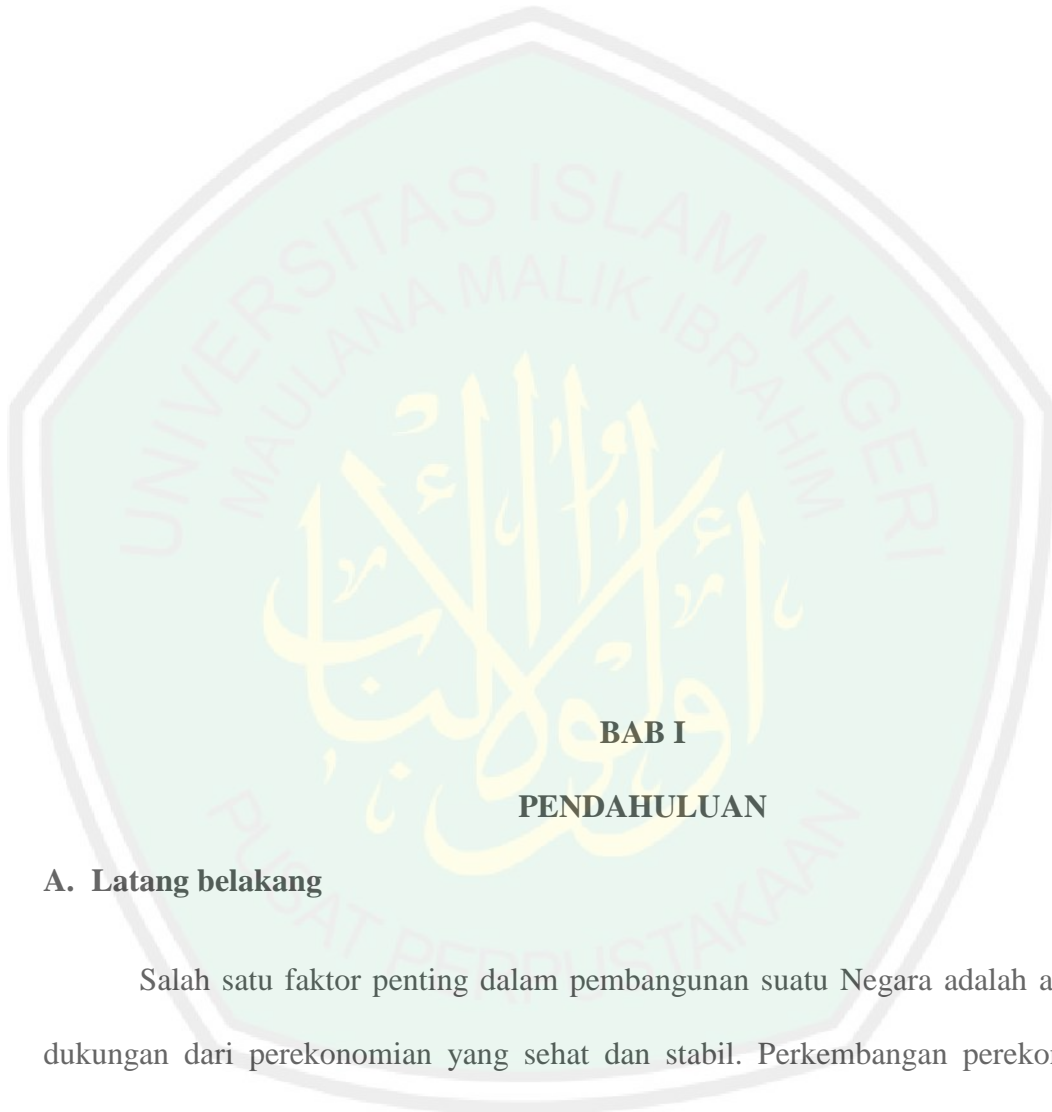 UNIVERSITAS ISLAM NEGERI
MAULANA MALIK IBRAHIM
BAB I
PENDAHULUAN
A. Latang belakang
Salah satu faktor penting dalam pembangunan suatu Negara adalah
dukungan dari perekonomian yang sehat dan stabil. Perkembangan
PUSAT PERPUSTAKAAN